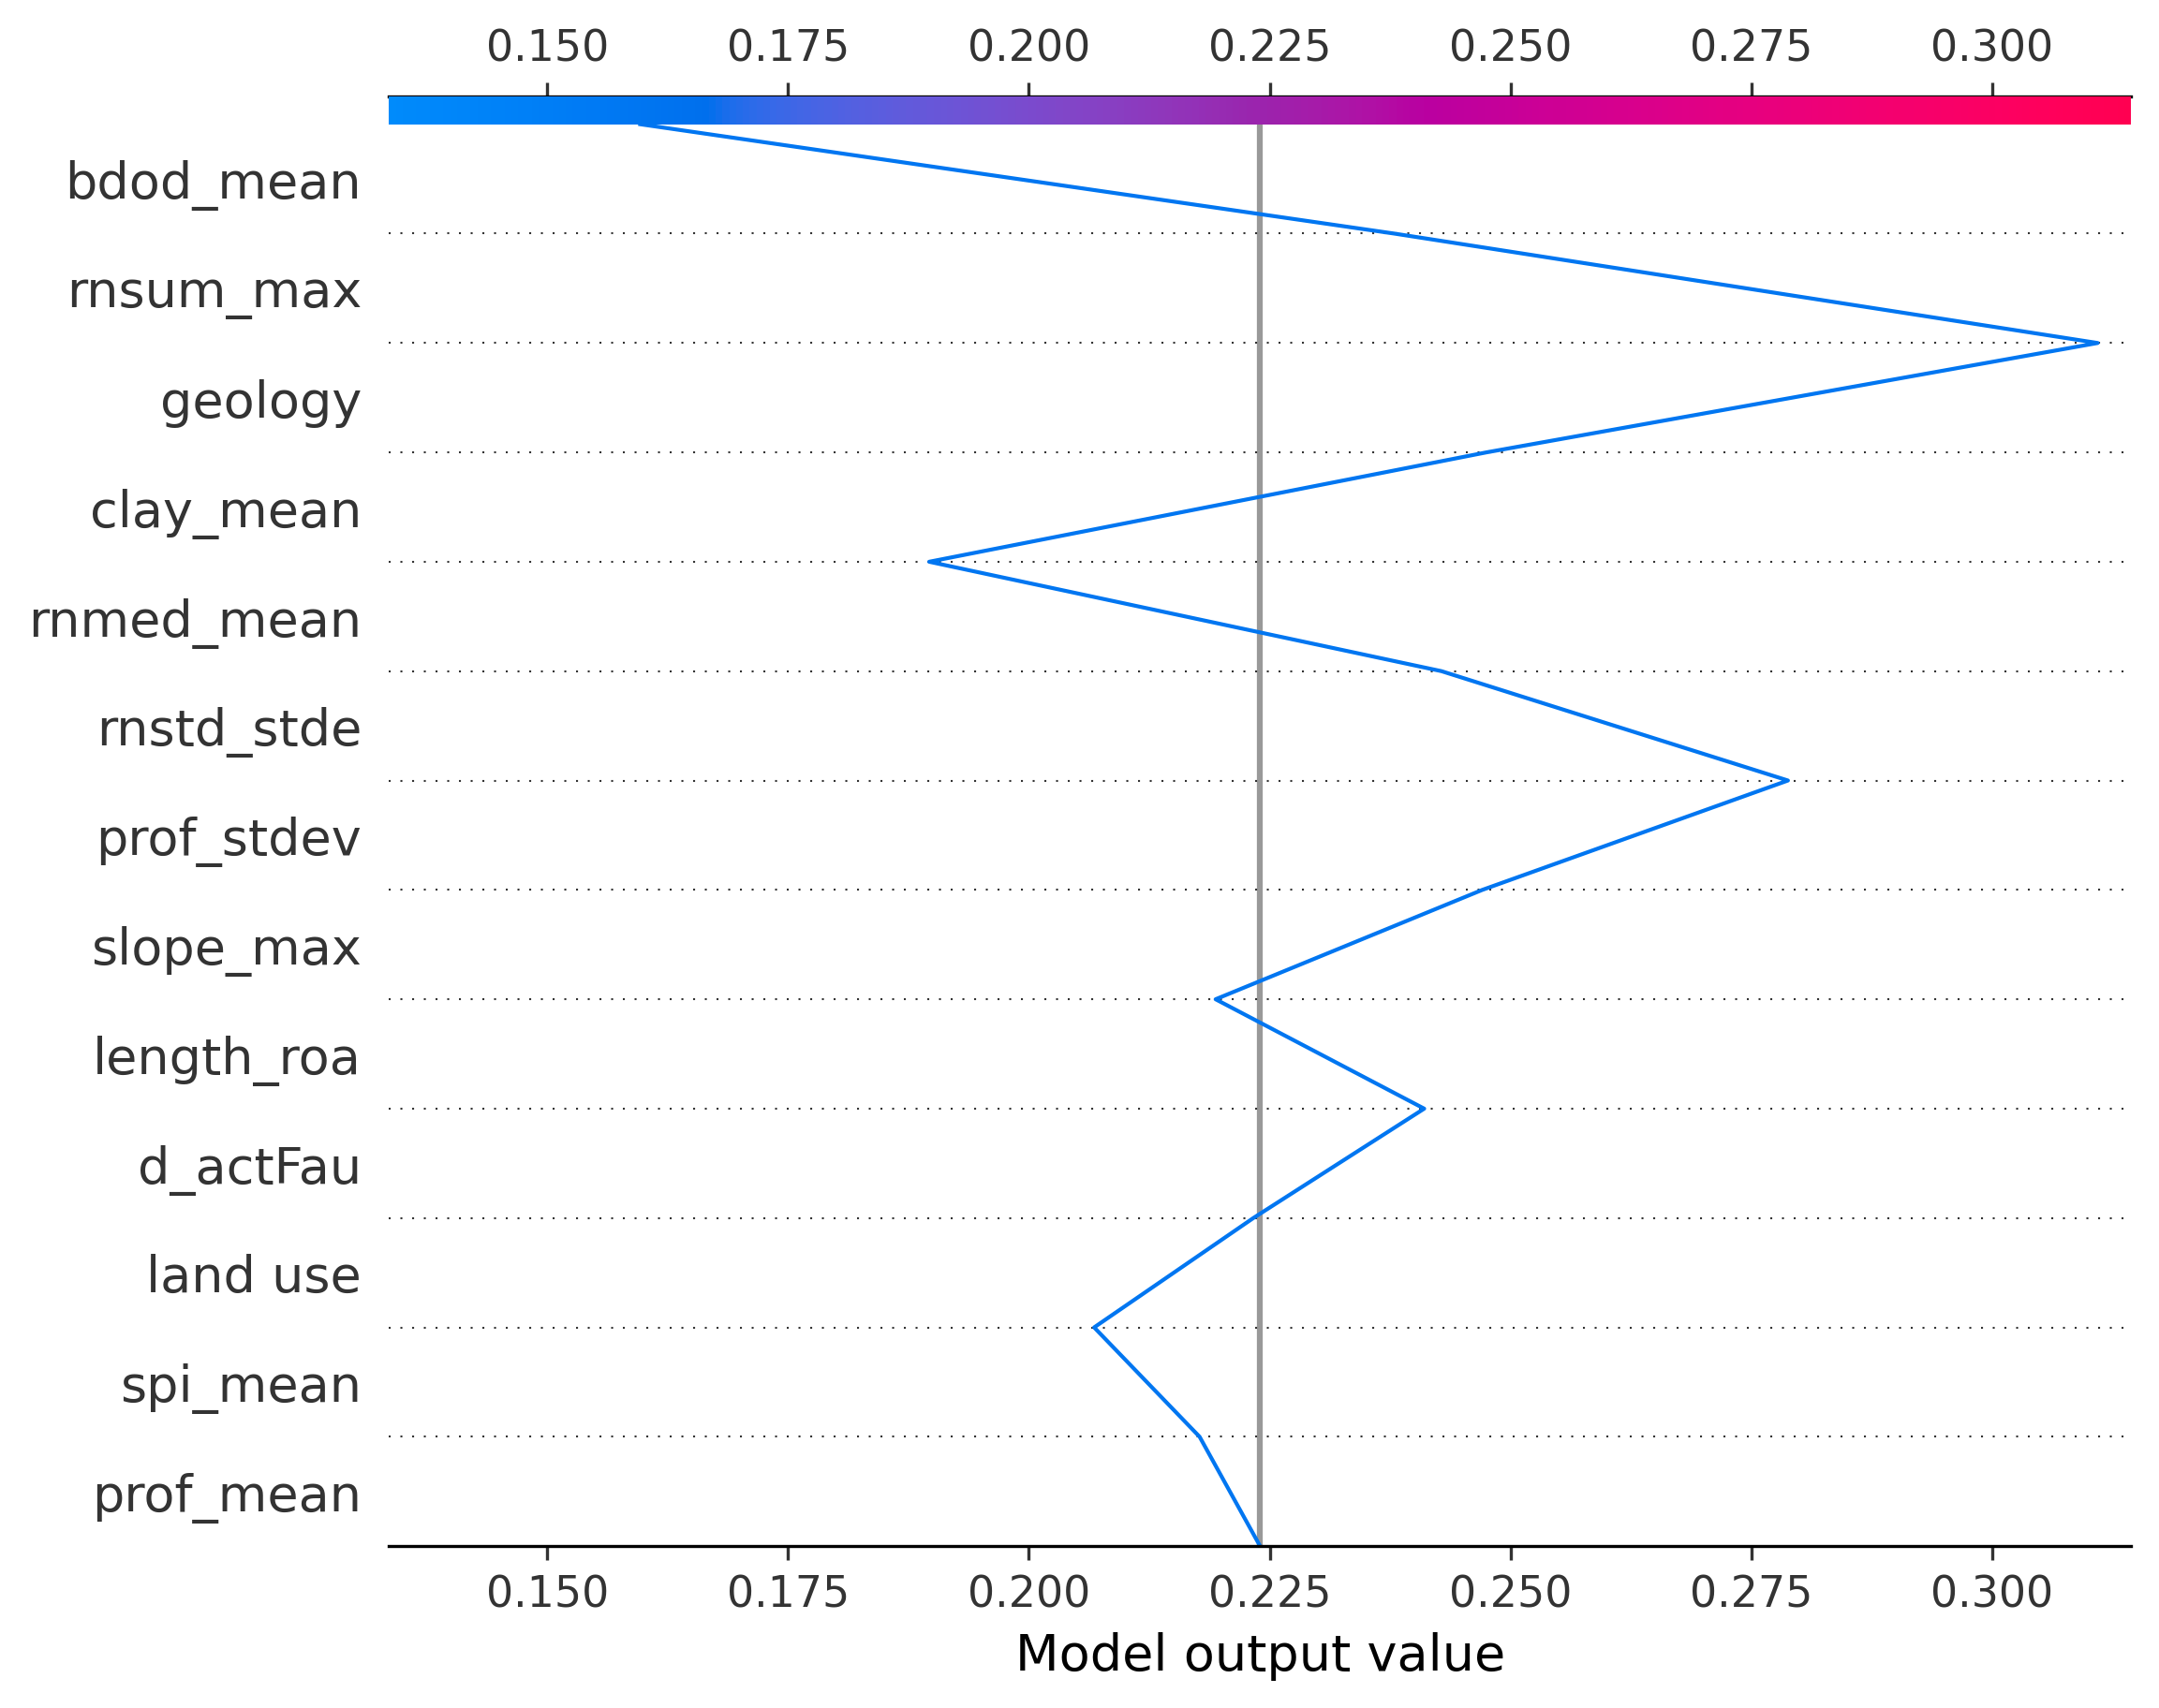 0.150 0.175 0.200 0.225 0.250 0.275 0.300
bdod_mean
rnsum_max
geology
clay_mean
rnmed_mean
rnstd_stde
prof_stdev
slope_max
length_roa
d_actFau
land use
spi_mean
prof_mean
0.150 0.175 0.200 0.225 0.250 0.275 0.300
Model output value